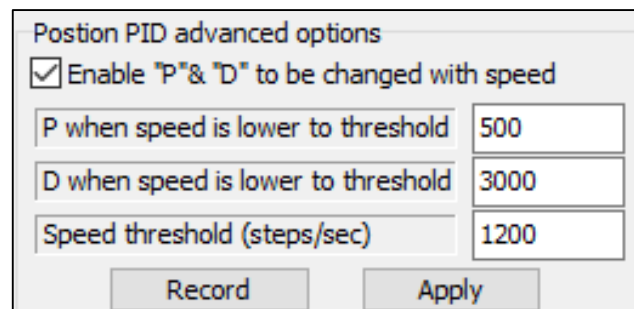 Postion PID advanced options
Enable "P"& "D" to be changed with speed
P when speed is lower to threshold 500
D when speed is lower to threshold 3000
Speed threshold (steps/sec) 1200
Record Apply